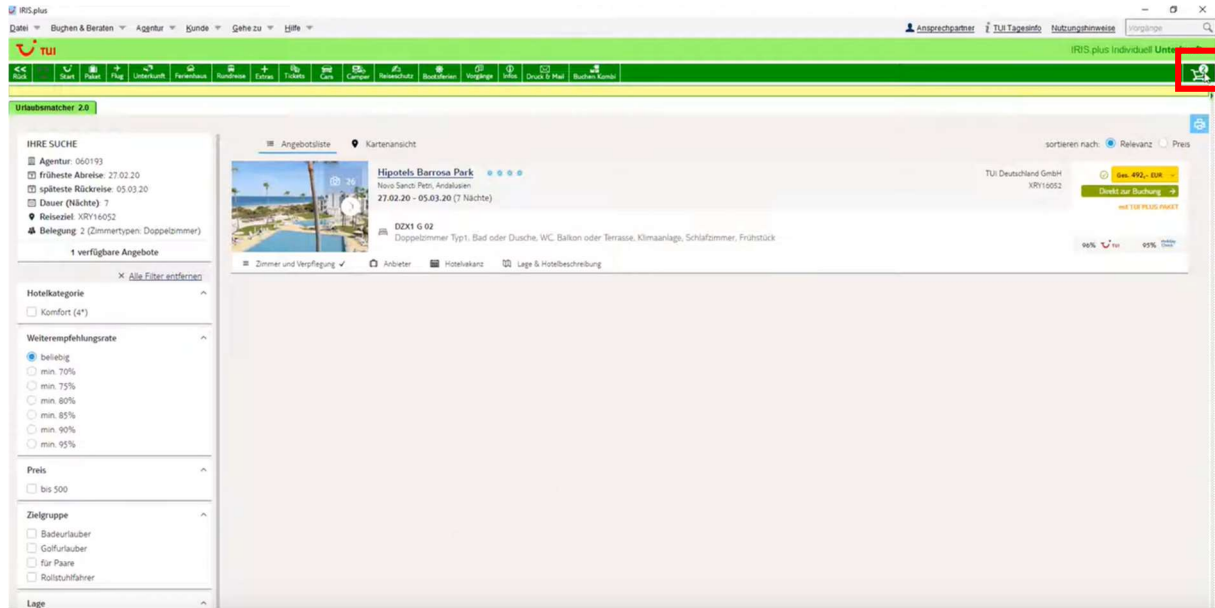 IRIS.plus
Datei Buchen & Beraten Agentur Kunde Gehe zu Hilfe Ansprechpartner TUI Tagesinfo Nutzungshinweise Vorgänge
TUI IRIS.plus Individuell
<< Rück Start Paket Flug Unterkunft Ferienhaus Rundreise Extras Tickets Cars Camper Reiseschutz Bootsferien Vorgänge Infos Druck & Mail Buchen Kombi 2
Urlaubsmatcher 2.0
IHRE SUCHE
Agentur: 060193
früheste Abreise: 27.02.20
späteste Rückreise: 05.03.20
Dauer (Nächte): 7
Reiseziel: XRY16052
Belegung: 2 (Zimmertypen: Doppelzimmer)
1 verfügbare Angebote
× Alle Filter entfernen
Hotelkategorie
Komfort (4*)
Weiterempfehlungsrate
beliebig
min. 70%
min. 75%
min. 80%
min. 85%
min. 90%
min. 95%
Preis
bis 500
Zielgruppe
Badeurlauber
Golfurlauber
für Paare
Rollstuhlfahrer
Lage
Angebotsliste Kartenansicht sortieren nach: Relevanz Preis
26
Hipotels Barrosa Park
Novo Sancti Petri, Andalusien
27.02.20 - 05.03.20 (7 Nächte)
DZX1 G 02
Doppelzimmer Typ1, Bad oder Dusche, WC, Balkon oder Terrasse, Klimaanlage, Schlafzimmer, Frühstück
TUI Deutschland GmbH
XRY16052
Ges. 492,- EUR
Direkt zur Buchung
mit TUI PLUS PAKET
96% TUI 95%
Zimmer und Verpflegung Anbieter Hotelvakanz Lage & Hotelbeschreibung